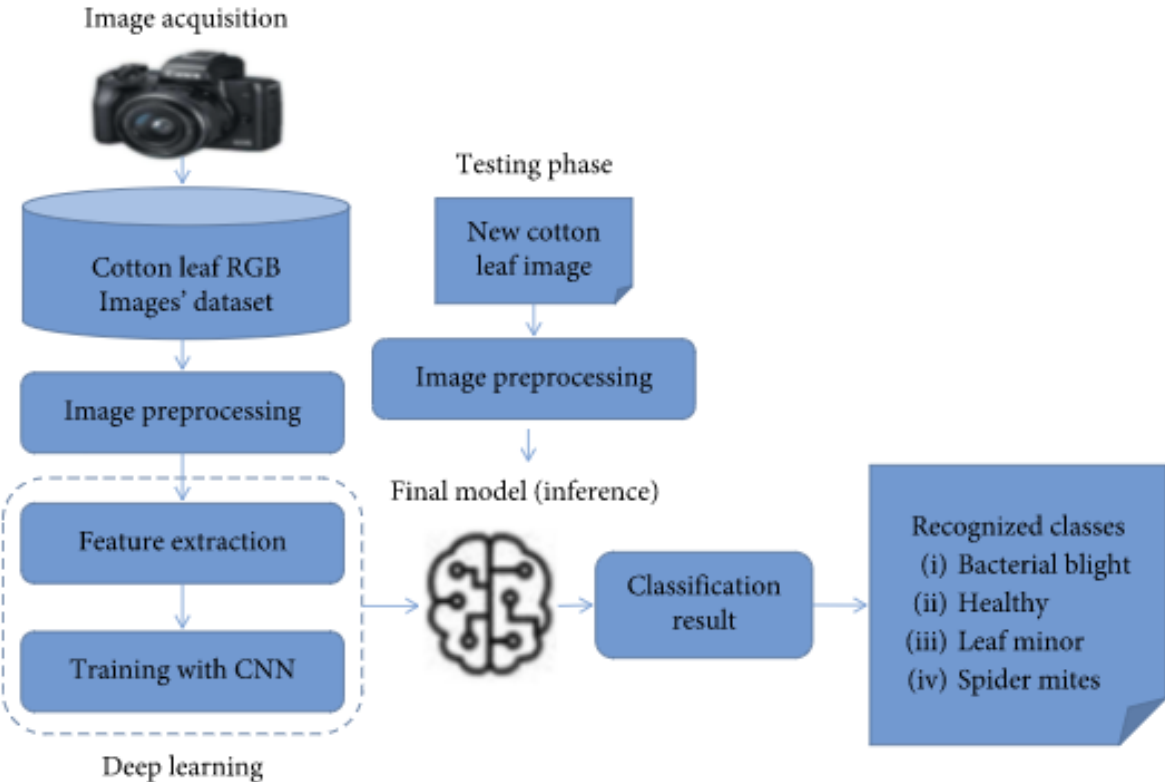 Image acquisition
Canon
Cotton leaf RGB
Images' dataset
Image preprocessing
Feature extraction
Training with CNN
Deep learning
Testing phase
New cotton
leaf image
Image preprocessing
Final model (inference)
Classification
result
Recognized classes
(i) Bacterial blight
(ii) Healthy
(iii) Leaf minor
(iv) Spider mites